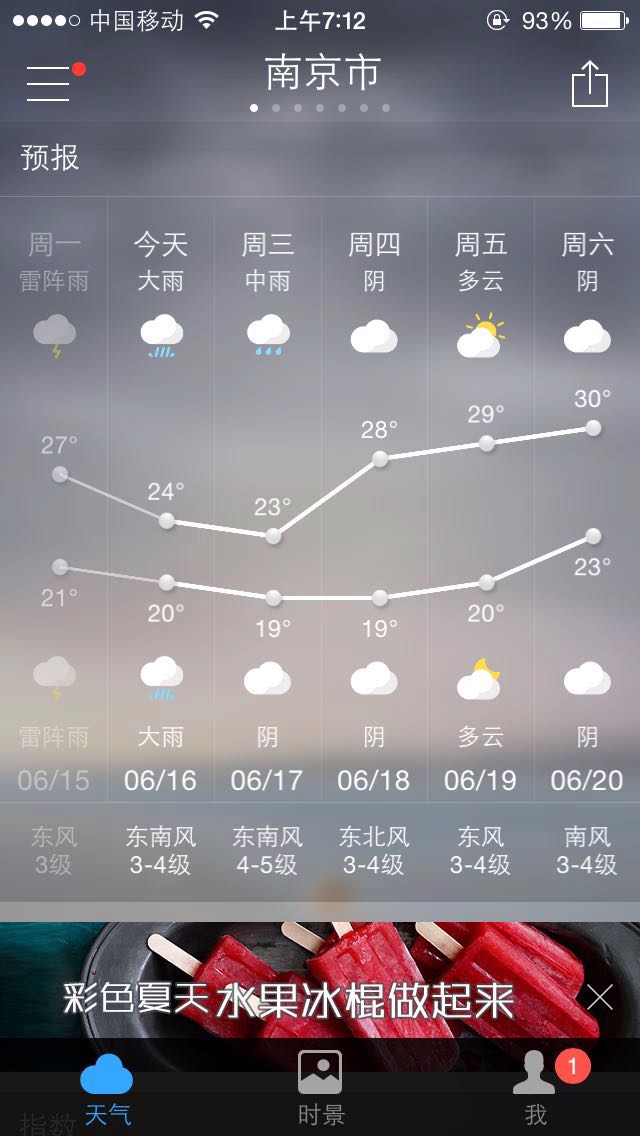 中国移动 上午7:12 93%
南京市
预报
周一 今天 周三 周四 周五 周六
雷阵雨 大雨 中雨 阴 多云 阴
27° 24° 23° 28° 29° 30°
21° 20° 19° 19° 20° 23°
雷阵雨 大雨 阴 阴 多云 阴
06/15 06/16 06/17 06/18 06/19 06/20
东风 东南风 东南风 东北风 东风 南风
3级 3-4级 4-5级 3-4级 3-4级 3-4级
彩色夏天 水果冰棍做起来
1
天气 时景 我
指数